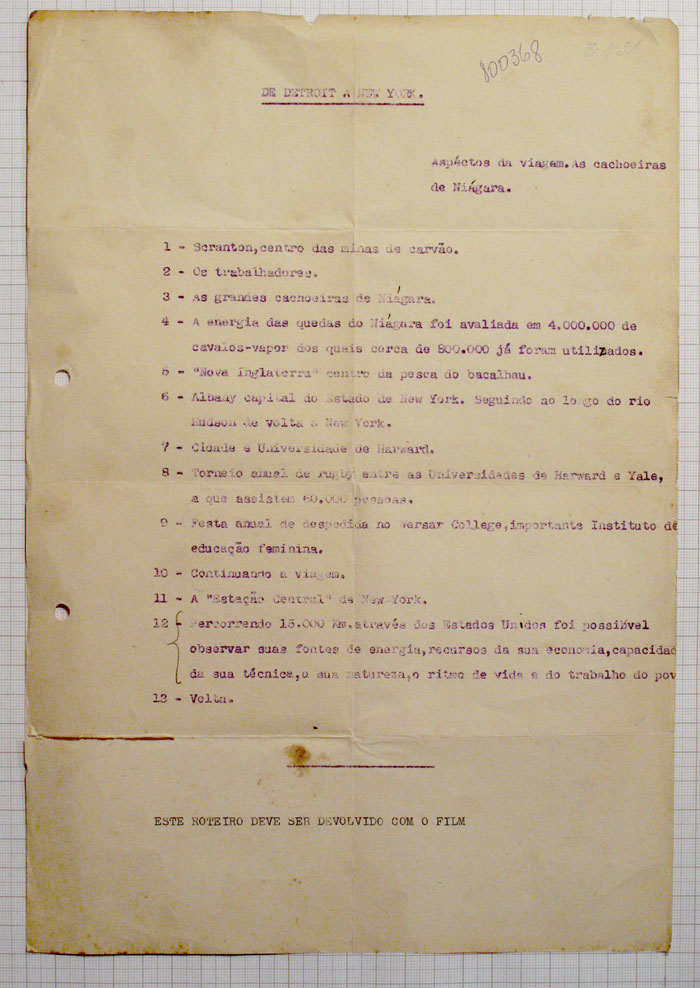 800368
DE DETROIT A NEW YORK.
Aspéctos da viagem.As cachoeiras
de Niágara.
1 - Scranton,centro das minas de carvão.
2 - Os trabalhadores.
3 - As grandes cachoeiras de Niágara.
4 - A energia das quedas do Niágara foi avaliada em 4.000.000 de
cavalos-vapor dos quais cerca de 800.000 já foram utilizados.
5 - "Nova Inglaterra" centro da pesca do bacalhau.
6 - Albany capital do Estado de New York. Seguindo ao longo do rio
Hudson de volta a New York.
7 - Cidade e Universidade de Harward.
8 - Torneio anual de rugby entre as Universidades de Harward e Yale,
a que assistem 60.000 pessoas.
9 - Festa anual de despedida no Versar College,importante Instituto de
educação feminina.
10 - Continuando a viagem.
11 - A "Estação Central" de New York.
12 - Percorrendo 15.000 Km.através dos Estados Unidos foi possível
observar suas fontes de energia,recursos da sua economia,capacidad
da sua técnica,a sua natureza,o ritmo de vida e do trabalho do pov
13 - Volta.
ESTE ROTEIRO DEVE SER DEVOLVIDO COM O FILM